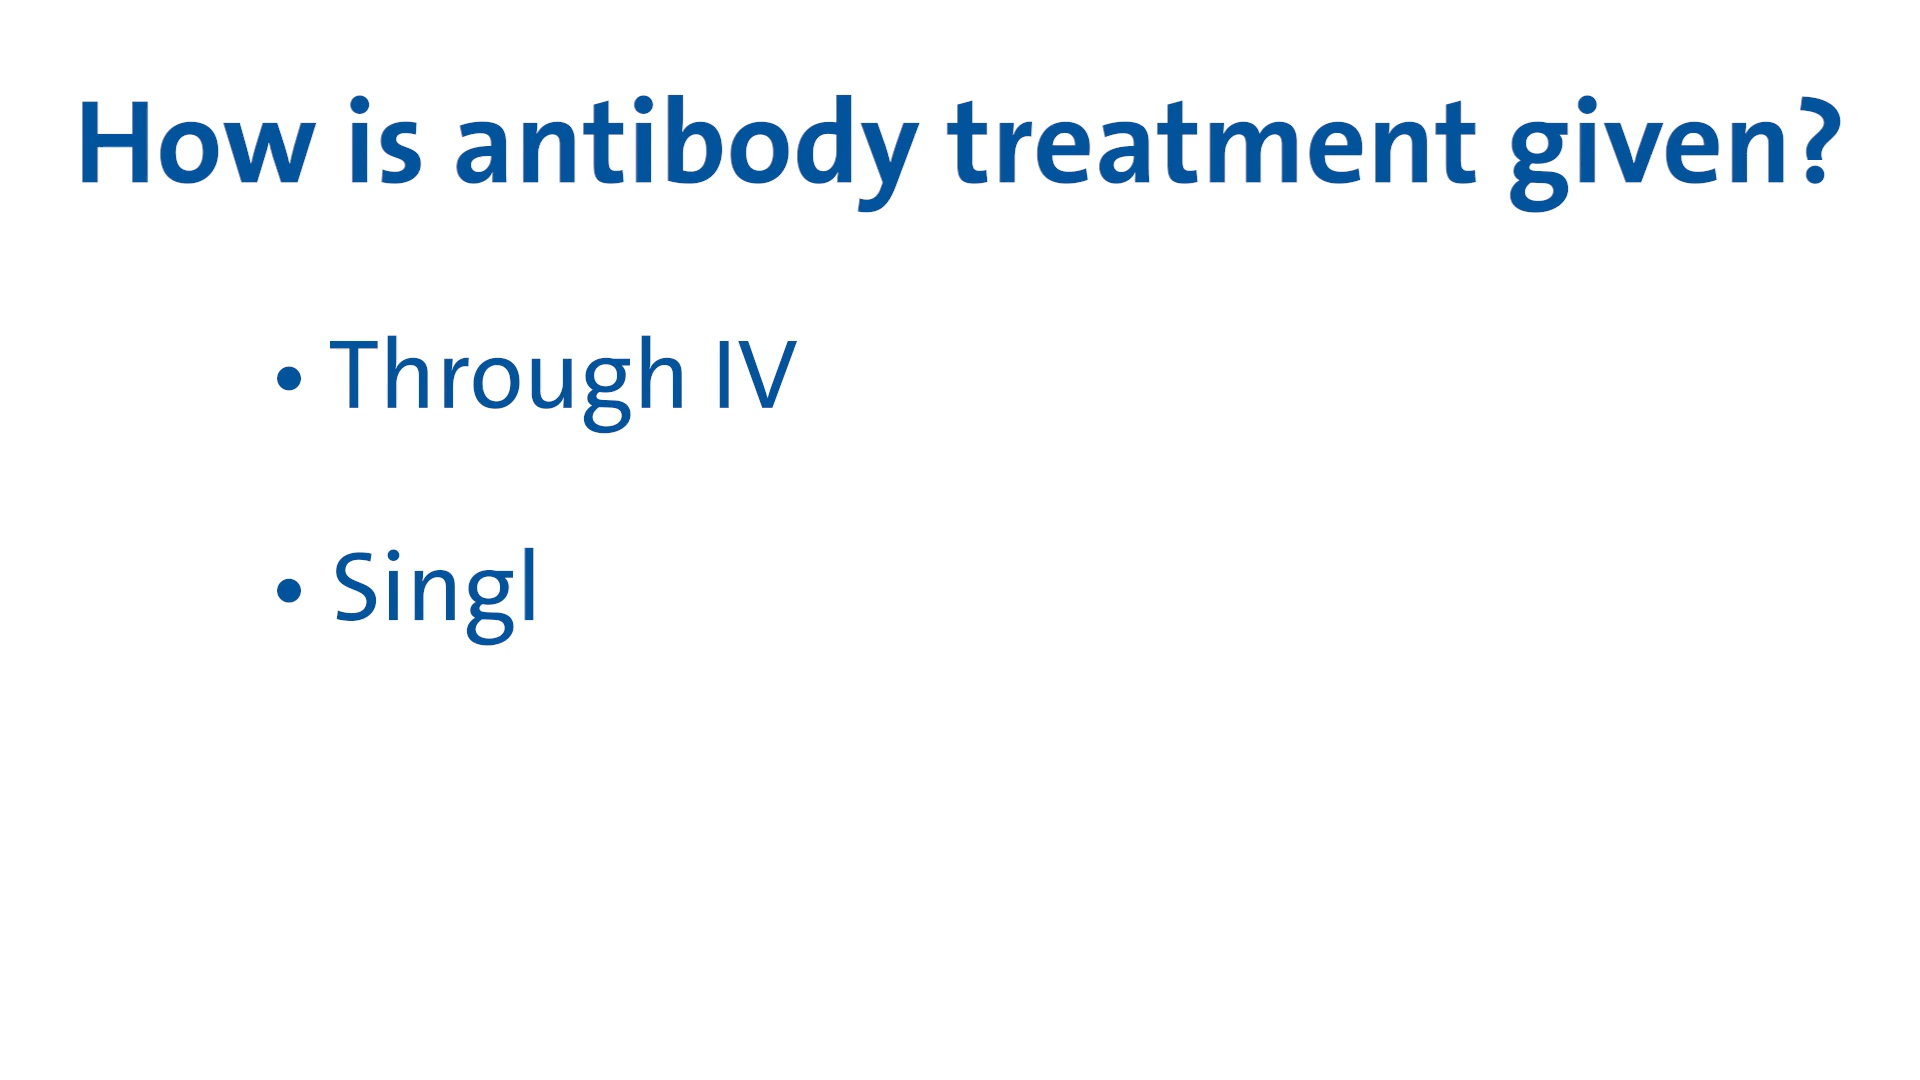 How is antibody treatment given?
• Through IV
• Singl